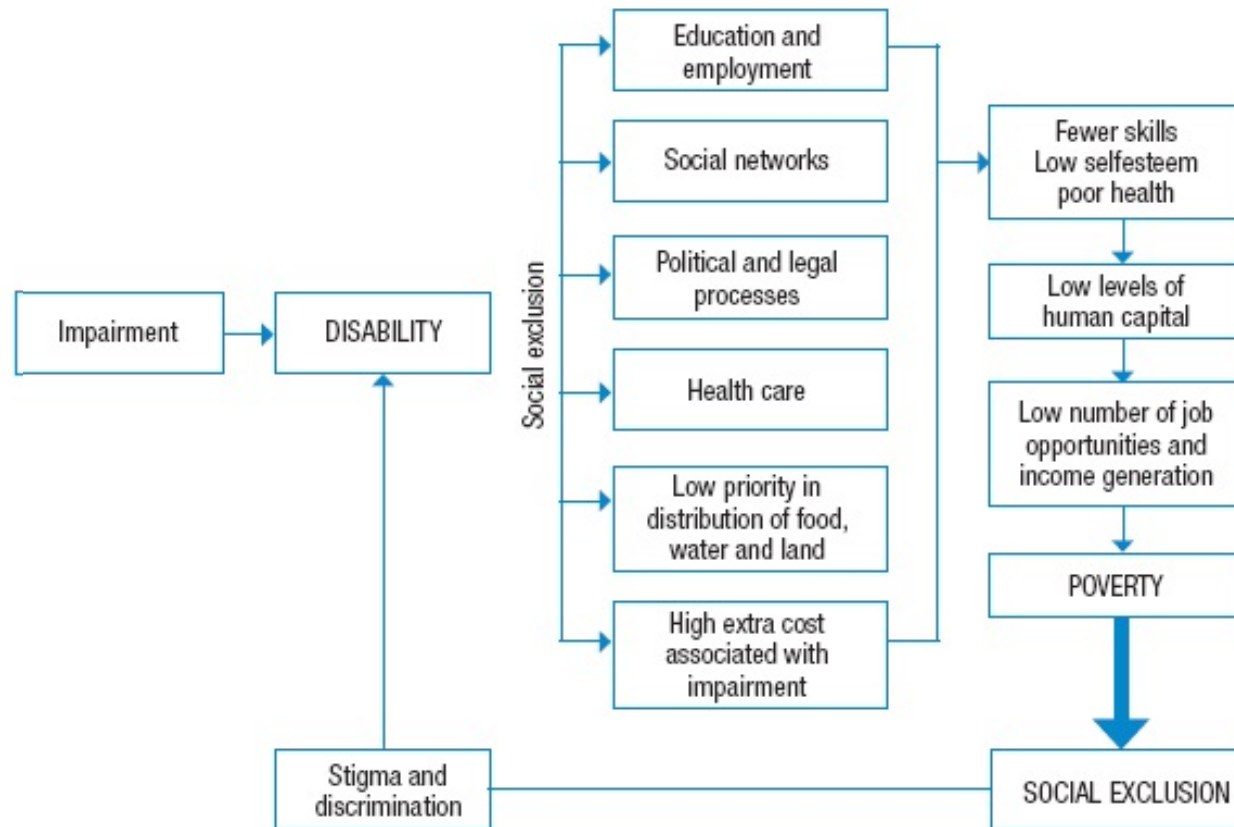 Impairment
DISABILITY
Stigma and
discrimination
Social exclusion
Education and
employment
Social networks
Political and legal
processes
Health care
Low priority in
distribution of food,
water and land
High extra cost
associated with
impairment
Fewer skills
Low selfesteem
poor health
Low levels of
human capital
Low number of job
opportunities and
income generation
POVERTY
SOCIAL EXCLUSION